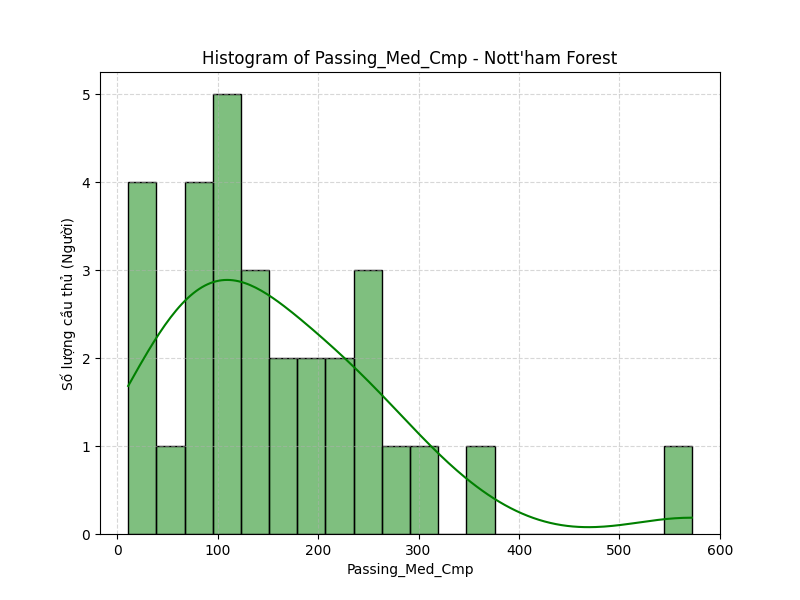 Histogram of Passing_Med_Cmp - Nott'ham Forest
Số lượng cầu thủ (Người)
5
4
3
2
1
0
0 100 200 300 400 500 600
Passing_Med_Cmp